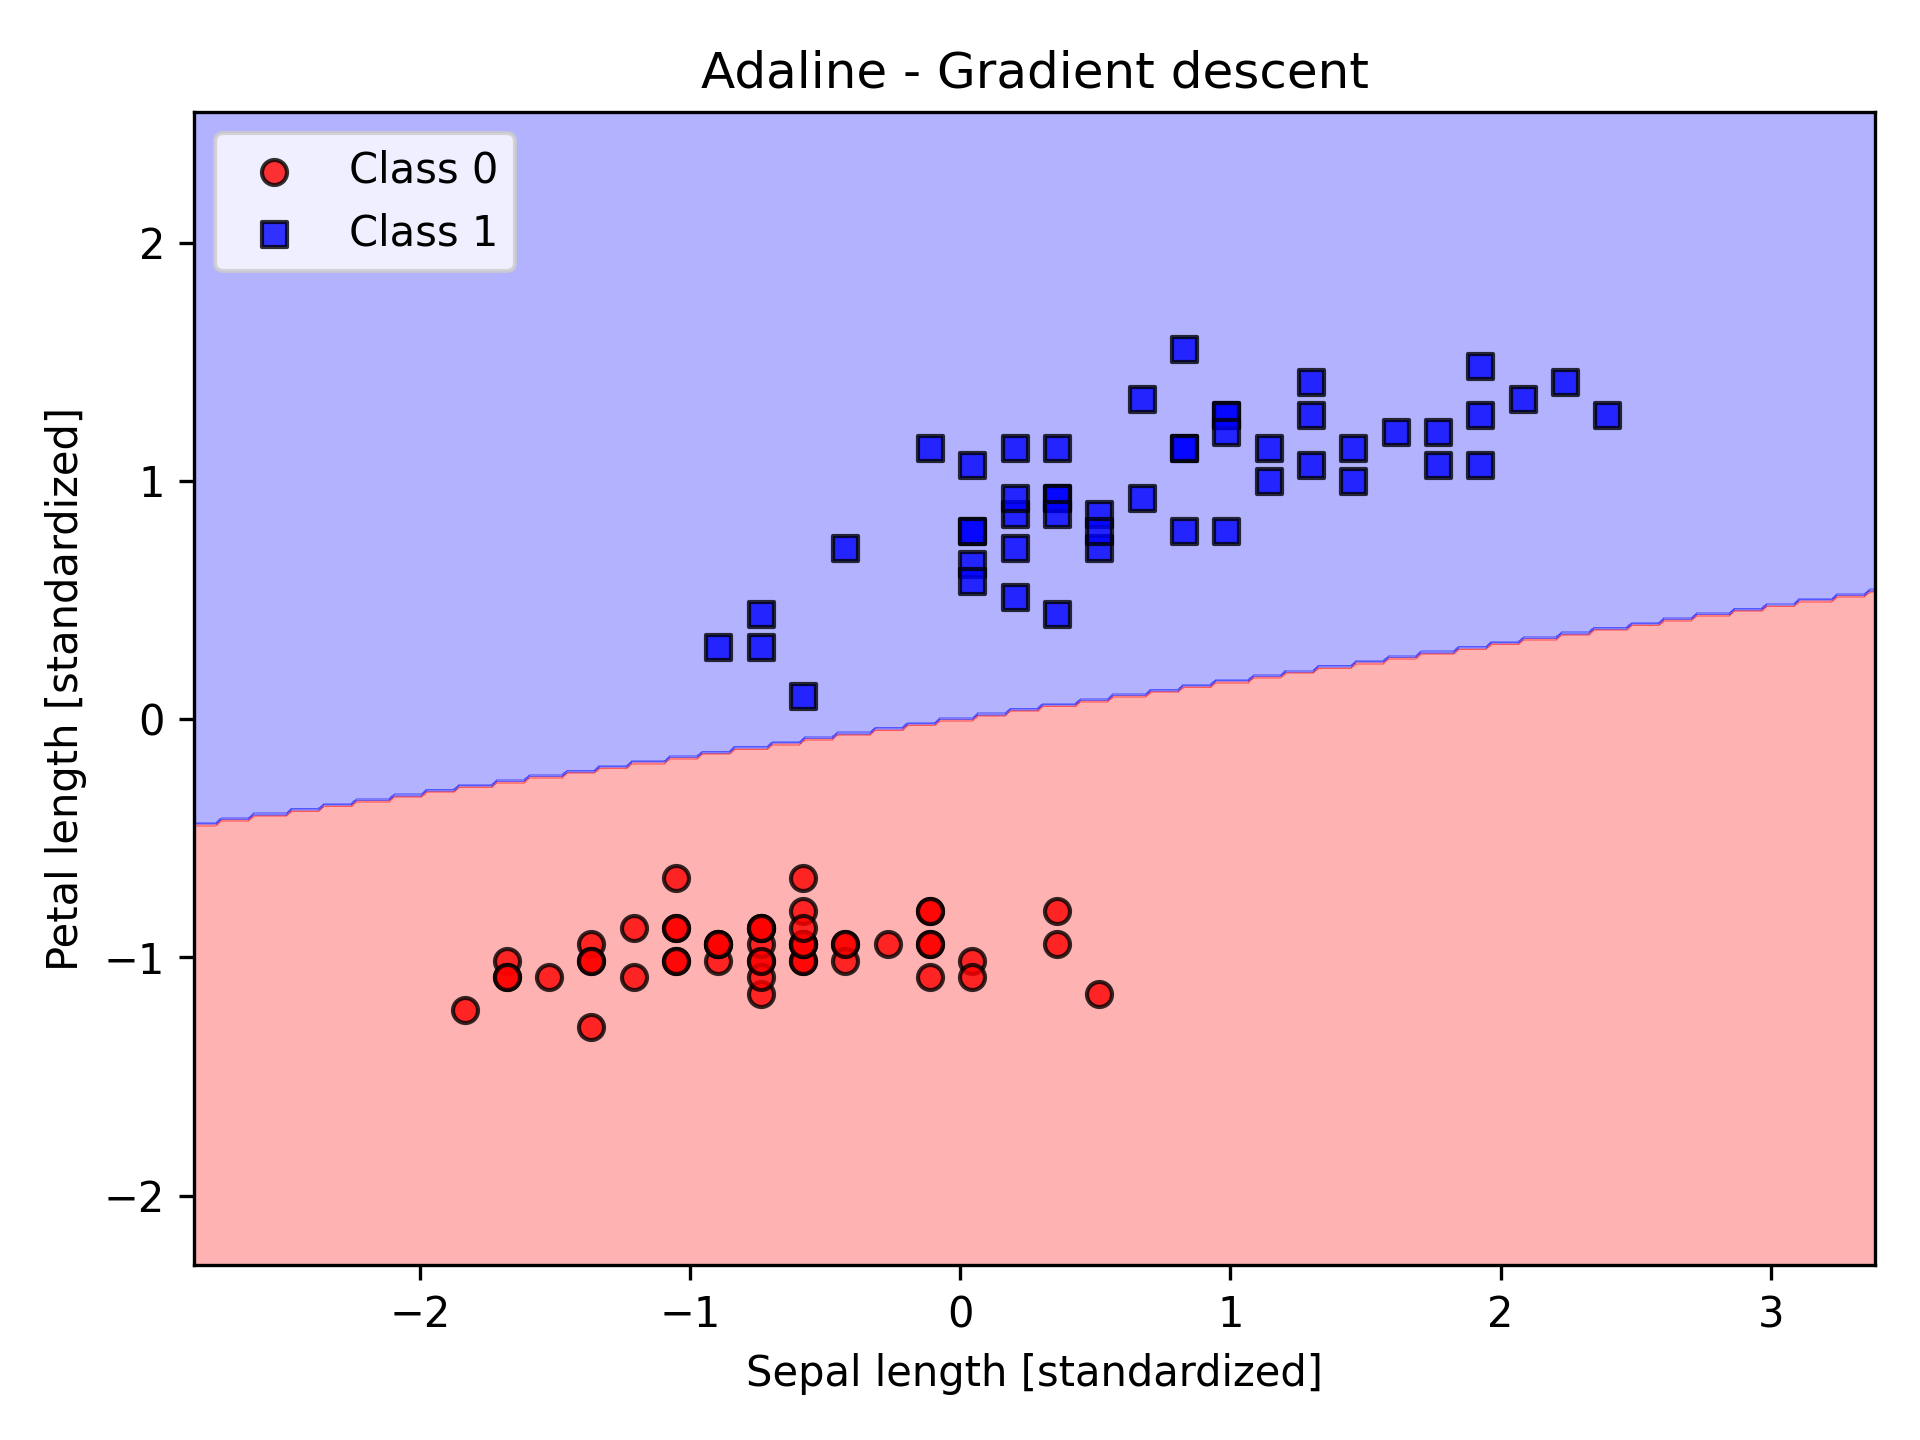 Adaline - Gradient descent
Class 0
Class 1
Petal length [standardized]
2
1
0
−1
−2
−2
−1
0
1
2
3
Sepal length [standardized]